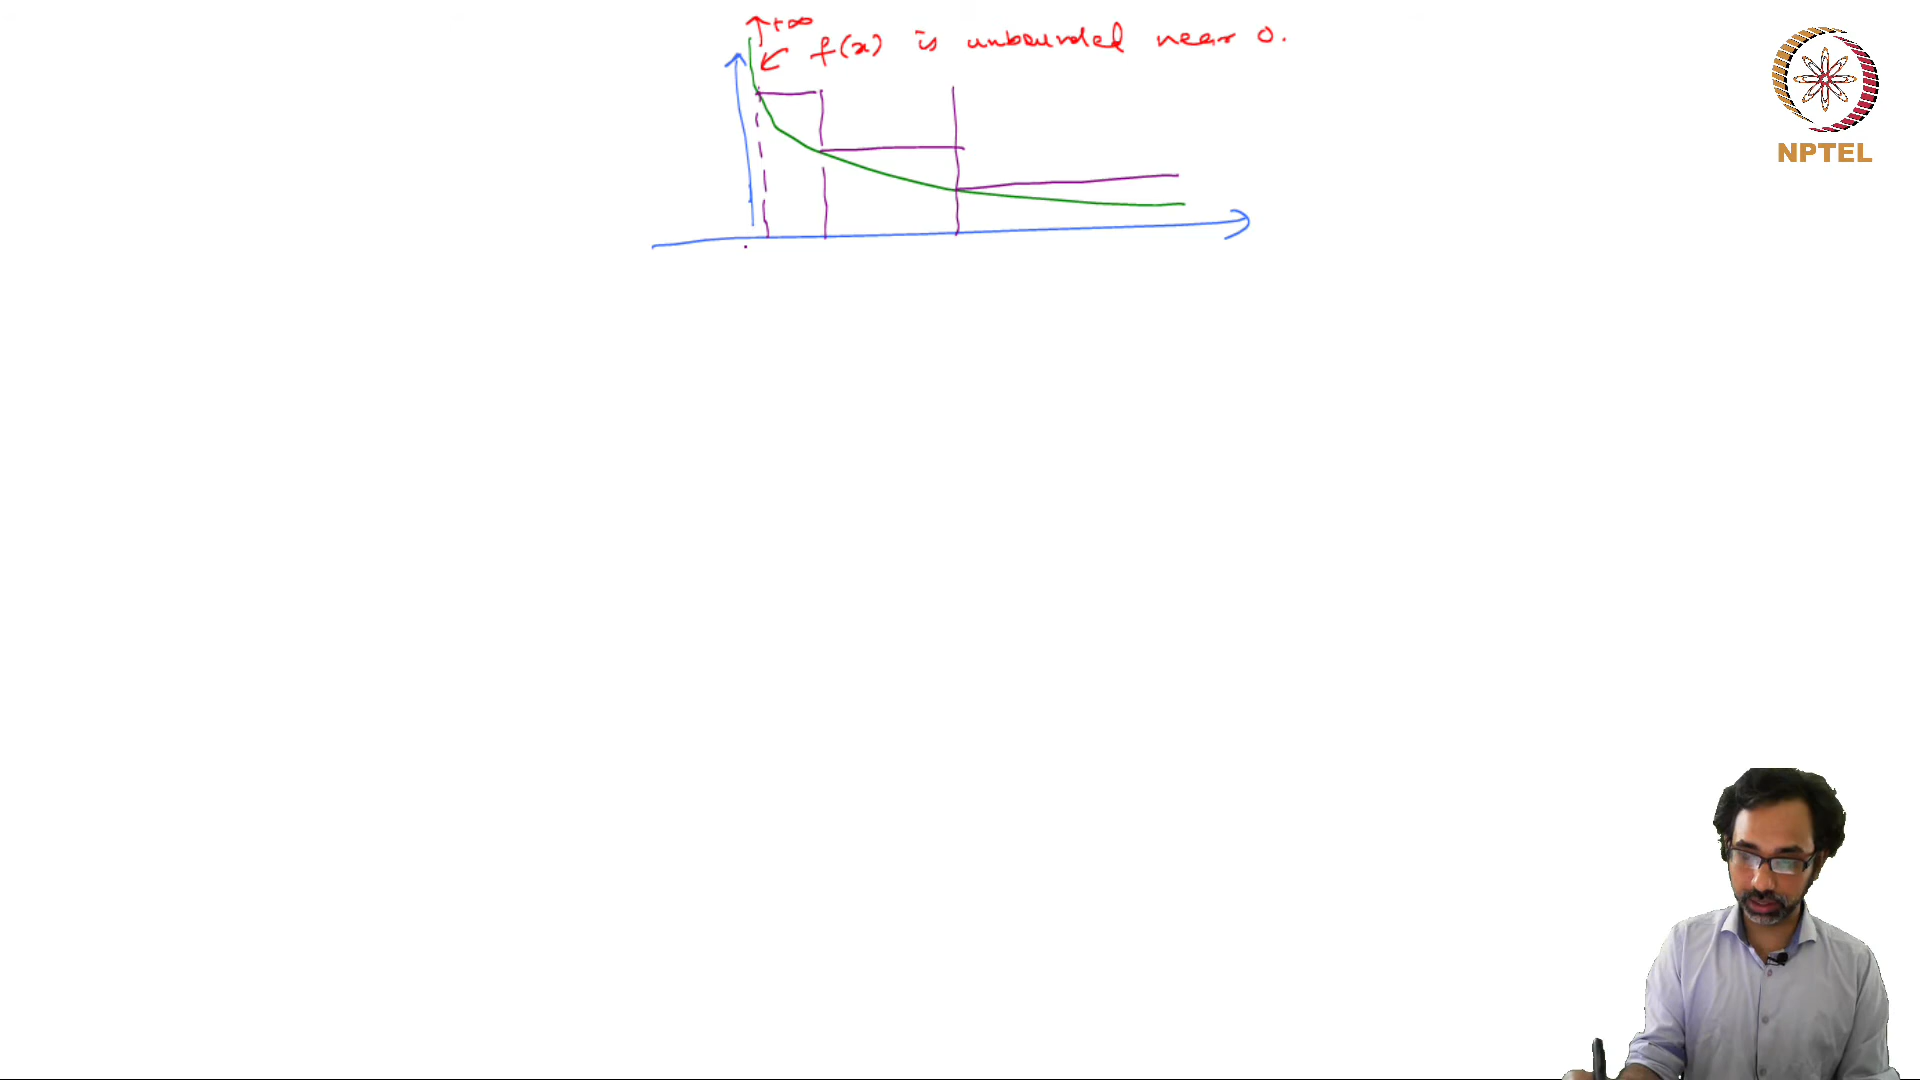 ↑+∞
f(x) is unbounded near 0.
NPTEL